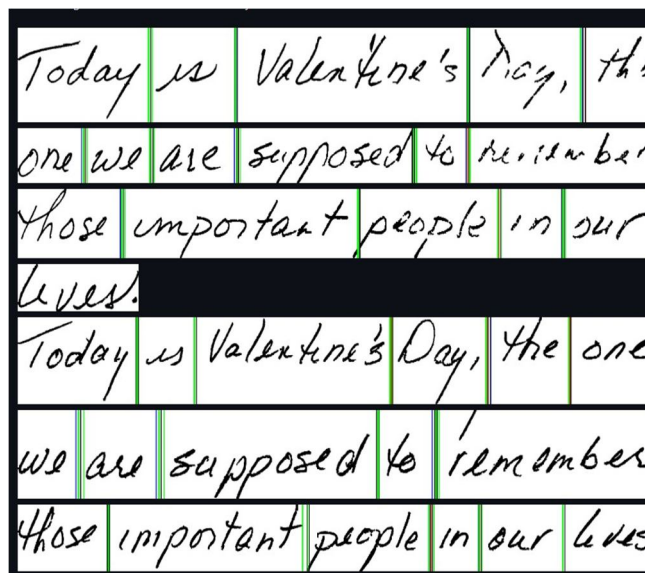 Today is Valentine's Day, th
one we are supposed to remember
those important people in our
lives.
Today is Valentine's Day, the one
we are supposed to remember
those important people in our lives